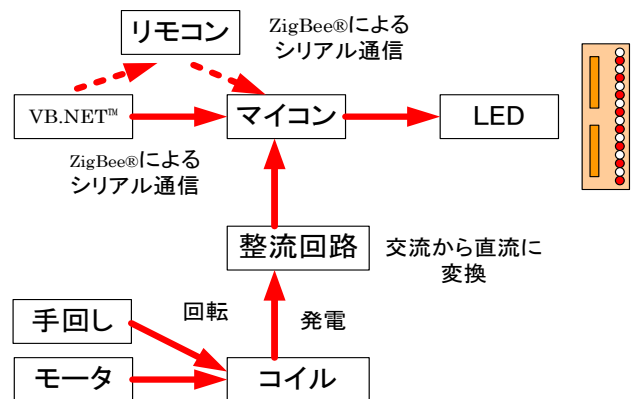 リモコン
ZigBee®による
シリアル通信
VB.NET™
マイコン
LED
ZigBee®による
シリアル通信
整流回路
交流から直流に
変換
手回し
回転
発電
モータ
コイル